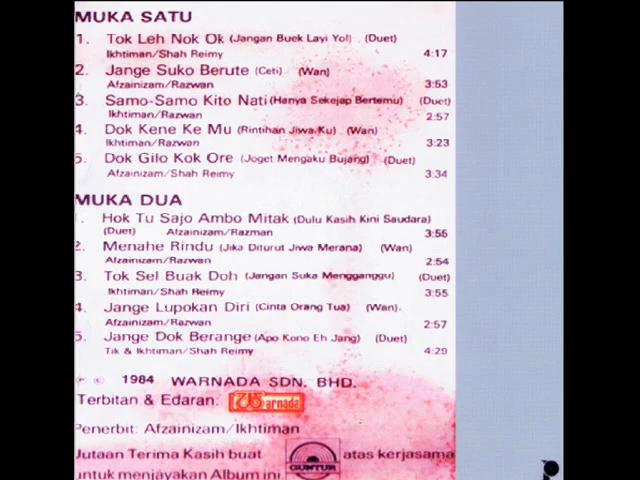 MUKA SATU
1. Tok Leh Nok Ok (Jangan Buek Layi Yo!) (Duet)
Ikhtiman/Shah Reimy 4:17
2. Jange Suko Berute (Ceti) (Wan)
Afzainizam/Razwan 3:53
3. Samo-Samo Kito Nati (Hanya Sekejap Bertemu) (Duet)
Ikhtiman/Razwan 2:57
4. Dok Kene Ke Mu (Rintihan Jiwa Ku) (Wan)
Ikhtiman/Razwan 3:23
5. Dok Gilo Kok Ore (Joget Mengaku Bujang) (Duet)
Afzainizam/Shah Reimy 3:34
MUKA DUA
1. Hok Tu Sajo Ambo Mitak (Dulu Kasih Kini Saudara)
(Duet) Afzainizam/Razman 3:55
2. Menahe Rindu (Jika Diturut Jiwa Merana) (Wan)
Afzainizam/Razwan 2:54
3. Tok Sel Buak Doh (Jangan Suka Mengganggu) (Duet)
Ikhtiman/Shah Reimy 3:55
4. Jange Lupokan Diri (Cinta Orang Tua) (Wan).
Afzainizam/Razwan 2:57
5. Jange Dok Berange (Apo Kono Eh Jang) (Duet)
Tik & Ikhtiman/Shah Reimy 4:29
℗ © 1984 WARNADA SDN. BHD.
Terbitan & Edaran: Warnada
Penerbit: Afzainizam/Ikhtiman
Jutaan Terima Kasih buat GUNTUR atas kerjasama
untuk menjayakan Album ini